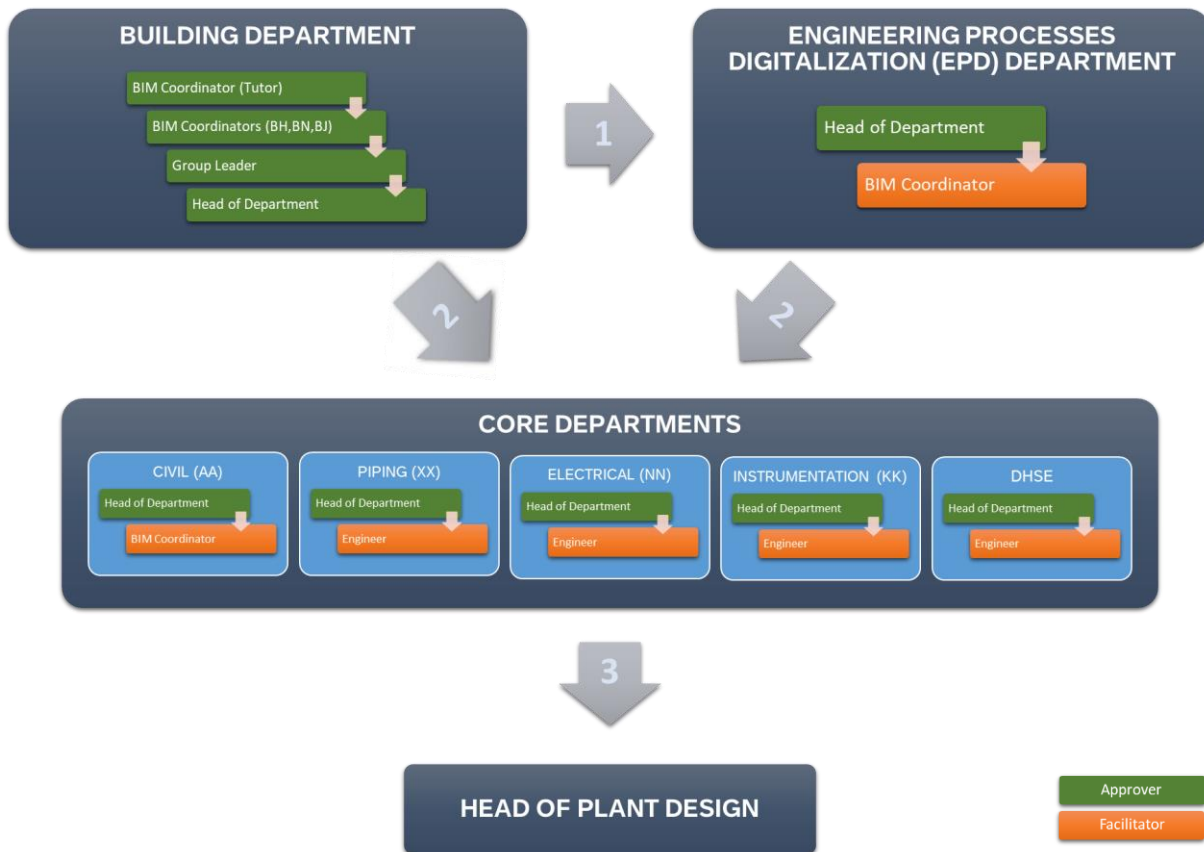 BUILDING DEPARTMENT
BIM Coordinator (Tutor)
BIM Coordinators (BH,BN,BJ)
Group Leader
Head of Department
1
ENGINEERING PROCESSES
DIGITALIZATION (EPD) DEPARTMENT
Head of Department
BIM Coordinator
2
2
CORE DEPARTMENTS
CIVIL (AA)
Head of Department
BIM Coordinator
PIPING (XX)
Head of Department
Engineer
ELECTRICAL (NN)
Head of Department
Engineer
INSTRUMENTATION (KK)
Head of Department
Engineer
DHSE
Head of Department
Engineer
3
HEAD OF PLANT DESIGN
Approver
Facilitator